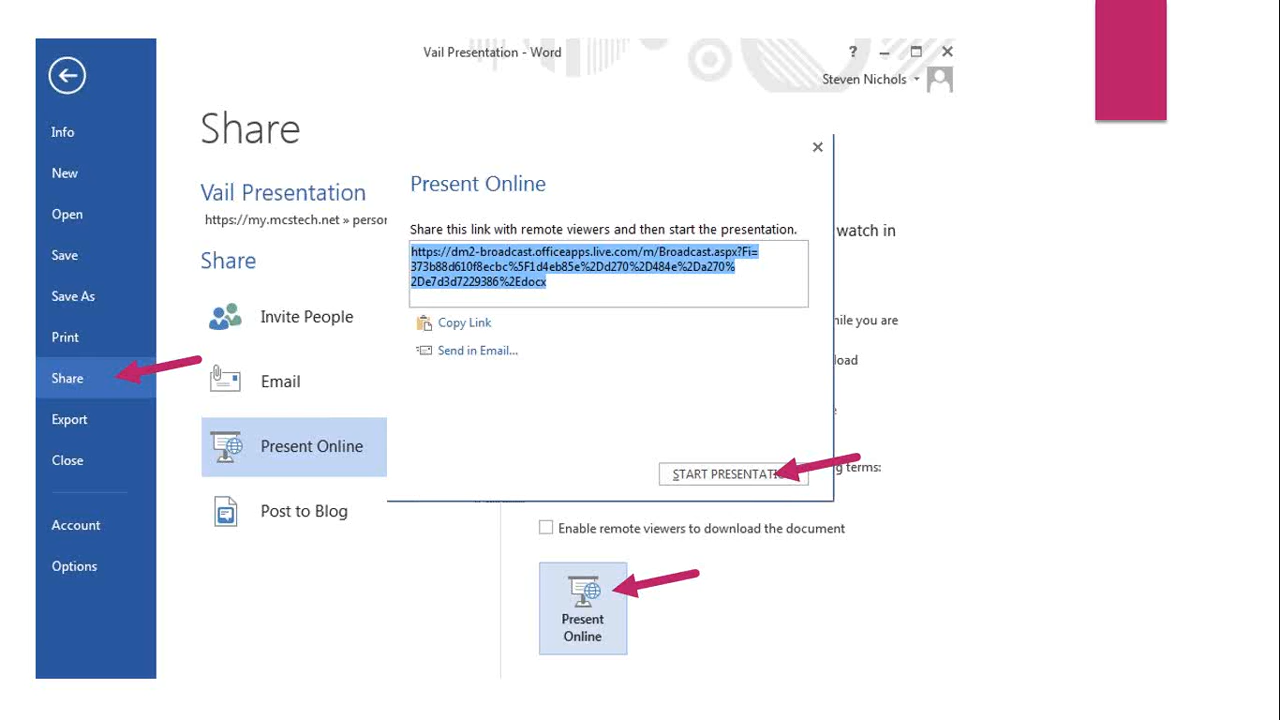 Vail Presentation - Word
?
Steven Nichols
Info
New
Open
Save
Save As
Print
Share
Export
Close
Account
Options
Share
Vail Presentation
https://my.mcstech.net » person
Share
Invite People
Email
Present Online
Post to Blog
Present Online
Share this link with remote viewers and then start the presentation.
https://dm2-broadcast.officeapps.live.com/m/Broadcast.aspx?Fi=
373b88d610f8ecbc%5F1d4eb85e%2Dd270%2D484e%2Da270%
2De7d3d7229386%2Edocx
Copy Link
Send in Email...
START PRESENTATI
watch in
hile you are
load
g terms:
Enable remote viewers to download the document
Present
Online